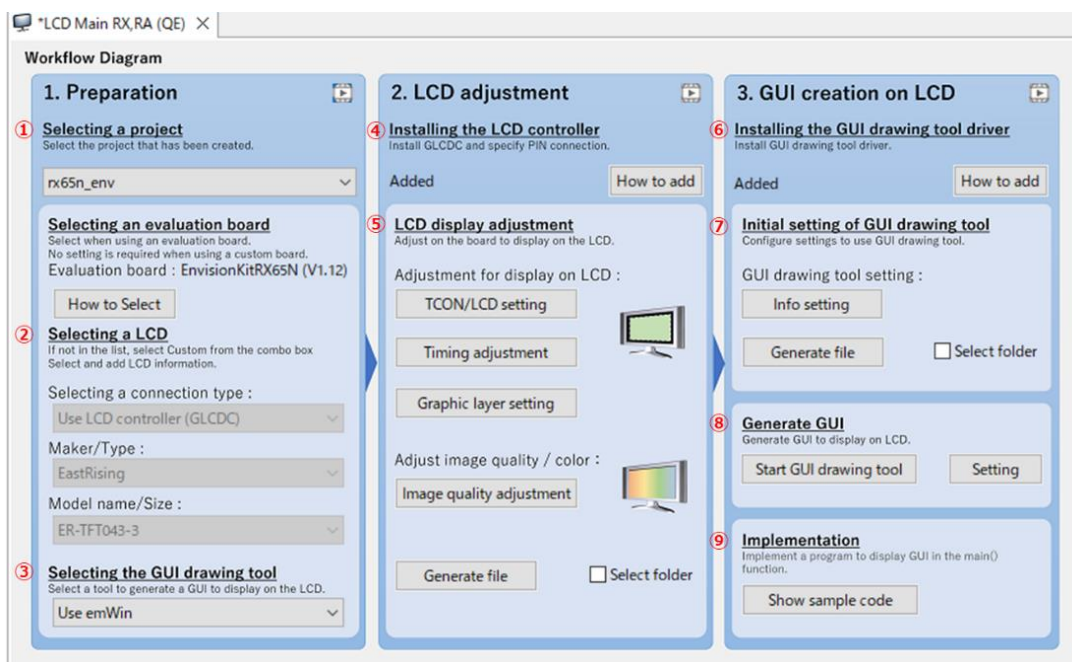 *LCD Main RX,RA (QE) ×
Workflow Diagram
1. Preparation
① Selecting a project
Select the project that has been created.
rx65n_env
Selecting an evaluation board
Select when using an evaluation board.
No setting is required when using a custom board.
Evaluation board : EnvisionKitRX65N (V1.12)
How to Select
② Selecting a LCD
If not in the list, select Custom from the combo box
Select and add LCD information.
Selecting a connection type :
Use LCD controller (GLCDC)
Maker/Type :
EastRising
Model name/Size :
ER-TFT043-3
③ Selecting the GUI drawing tool
Select a tool to generate a GUI to display on the LCD.
Use emWin
2. LCD adjustment
④ Installing the LCD controller
Install GLCDC and specify PIN connection.
Added How to add
⑤ LCD display adjustment
Adjust on the board to display on the LCD.
Adjustment for display on LCD :
TCON/LCD setting
Timing adjustment
Graphic layer setting
Adjust image quality / color :
Image quality adjustment
Generate file Select folder
3. GUI creation on LCD
⑥ Installing the GUI drawing tool driver
Install GUI drawing tool driver.
Added How to add
⑦ Initial setting of GUI drawing tool
Configure settings to use GUI drawing tool.
GUI drawing tool setting :
Info setting
Generate file Select folder
⑧ Generate GUI
Generate GUI to display on LCD.
Start GUI drawing tool Setting
⑨ Implementation
Implement a program to display GUI in the main()
function.
Show sample code